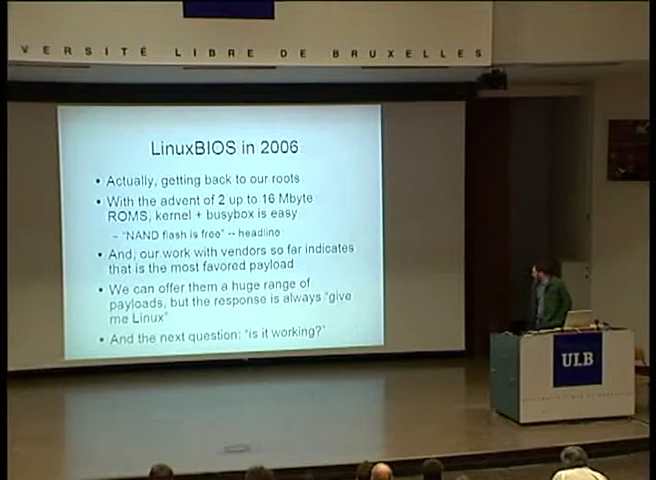 VERSITÉ LIBRE DE BRUXELLES
LinuxBIOS in 2006
• Actually, getting back to our roots
• With the advent of 2 up to 16 Mbyte
ROMS, kernel + busybox is easy
– "NAND flash is free" -- headline
• And, our work with vendors so far indicates
that is the most favored payload
• We can offer them a huge range of
payloads, but the response is always "give
me Linux"
• And the next question: "is it working?"
ULB